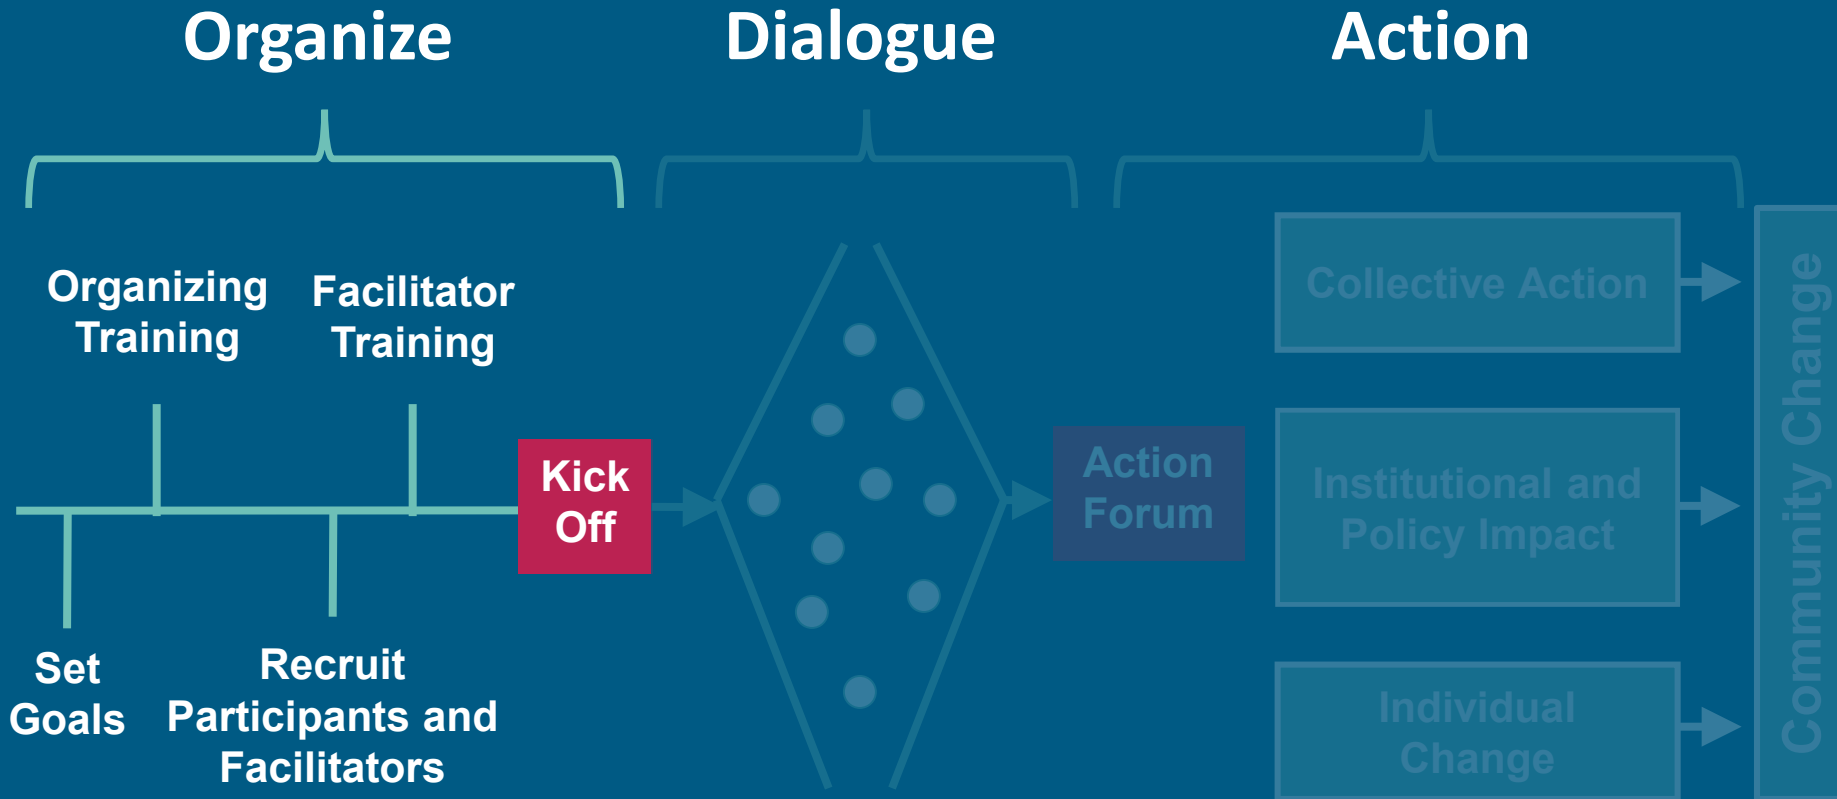 Organize
Dialogue
Action
Organizing
Training
Facilitator
Training
Set
Goals
Recruit
Participants and
Facilitators
Kick
Off
Action
Forum
Collective Action
Institutional and
Policy Impact
Individual
Change
Community Change